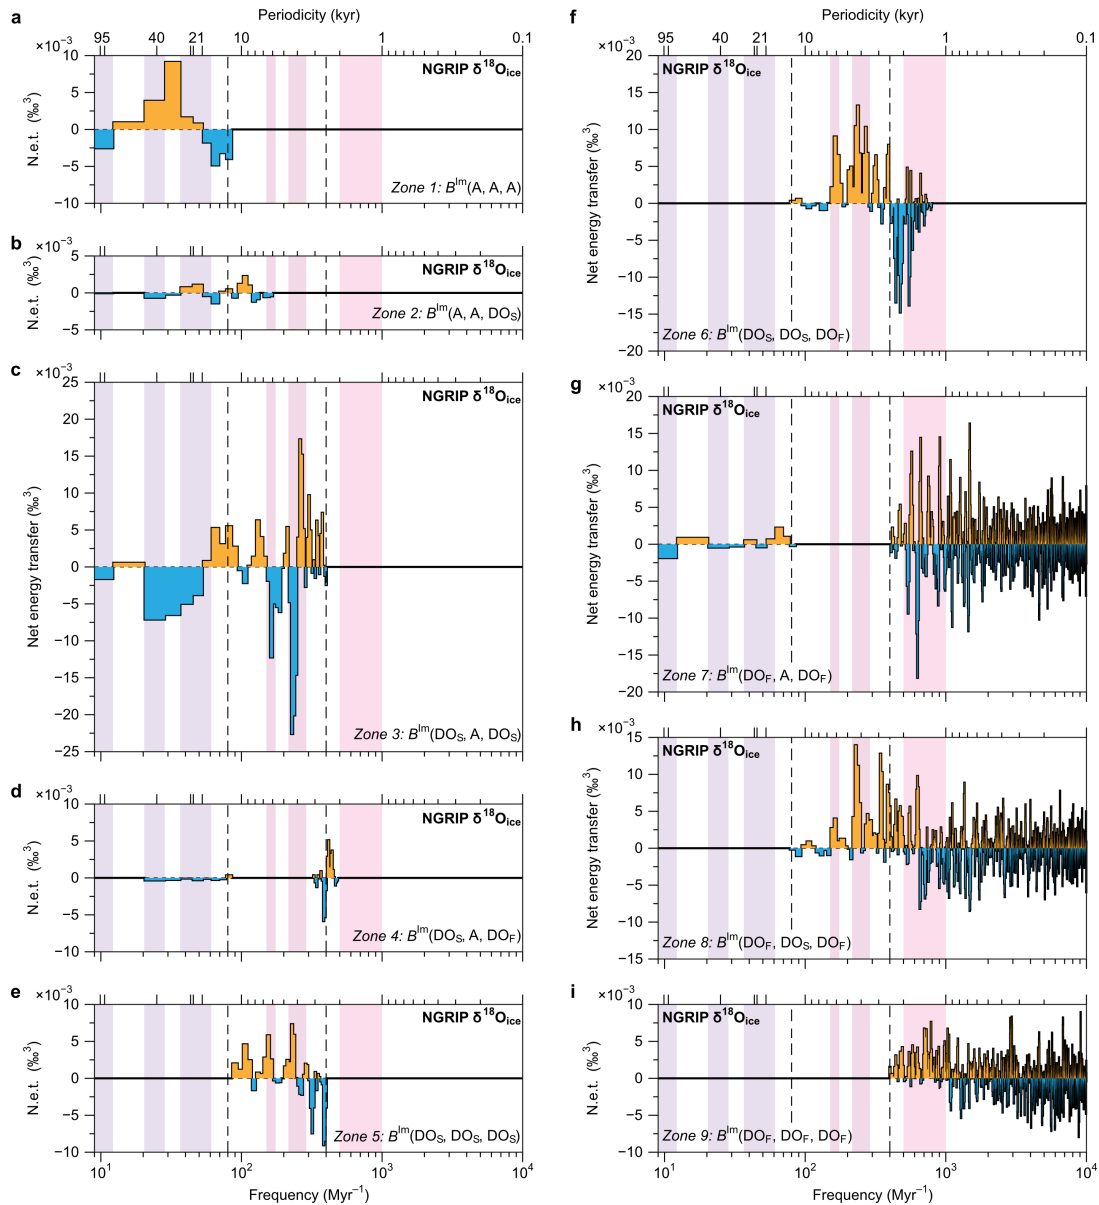 a
Periodicity (kyr)
95 40 21 10 1 0.1
×10⁻³
NGRIP δ¹⁸Oice
10
5
0
−5
−10
N.e.t. (‰³)
Zone 1: Bᴵᵐ(A, A, A)
b
×10⁻³
NGRIP δ¹⁸Oice
5
0
−5
N.e.t. (‰³)
Zone 2: Bᴵᵐ(A, A, DOS)
c
×10⁻³
NGRIP δ¹⁸Oice
25
20
15
10
5
0
−5
−10
−15
−20
−25
Net energy transfer (‰³)
Zone 3: Bᴵᵐ(DOS, A, DOS)
d
×10⁻³
NGRIP δ¹⁸Oice
10
5
0
−5
−10
N.e.t. (‰³)
Zone 4: Bᴵᵐ(DOS, A, DOF)
e
×10⁻³
NGRIP δ¹⁸Oice
10
5
0
−5
−10
N.e.t. (‰³)
Zone 5: Bᴵᵐ(DOS, DOS, DOS)
10¹ 10² 10³ 10⁴
Frequency (Myr⁻¹)
f
Periodicity (kyr)
95 40 21 10 1 0.1
×10⁻³
NGRIP δ¹⁸Oice
20
15
10
5
0
−5
−10
−15
−20
Net energy transfer (‰³)
Zone 6: Bᴵᵐ(DOS, DOS, DOF)
g
×10⁻³
NGRIP δ¹⁸Oice
20
15
10
5
0
−5
−10
−15
−20
Net energy transfer (‰³)
Zone 7: Bᴵᵐ(DOF, A, DOF)
h
×10⁻³
NGRIP δ¹⁸Oice
15
10
5
0
−5
−10
−15
Net energy transfer (‰³)
Zone 8: Bᴵᵐ(DOF, DOS, DOF)
i
×10⁻³
NGRIP δ¹⁸Oice
10
5
0
−5
−10
N.e.t. (‰³)
Zone 9: Bᴵᵐ(DOF, DOF, DOF)
10¹ 10² 10³ 10⁴
Frequency (Myr⁻¹)